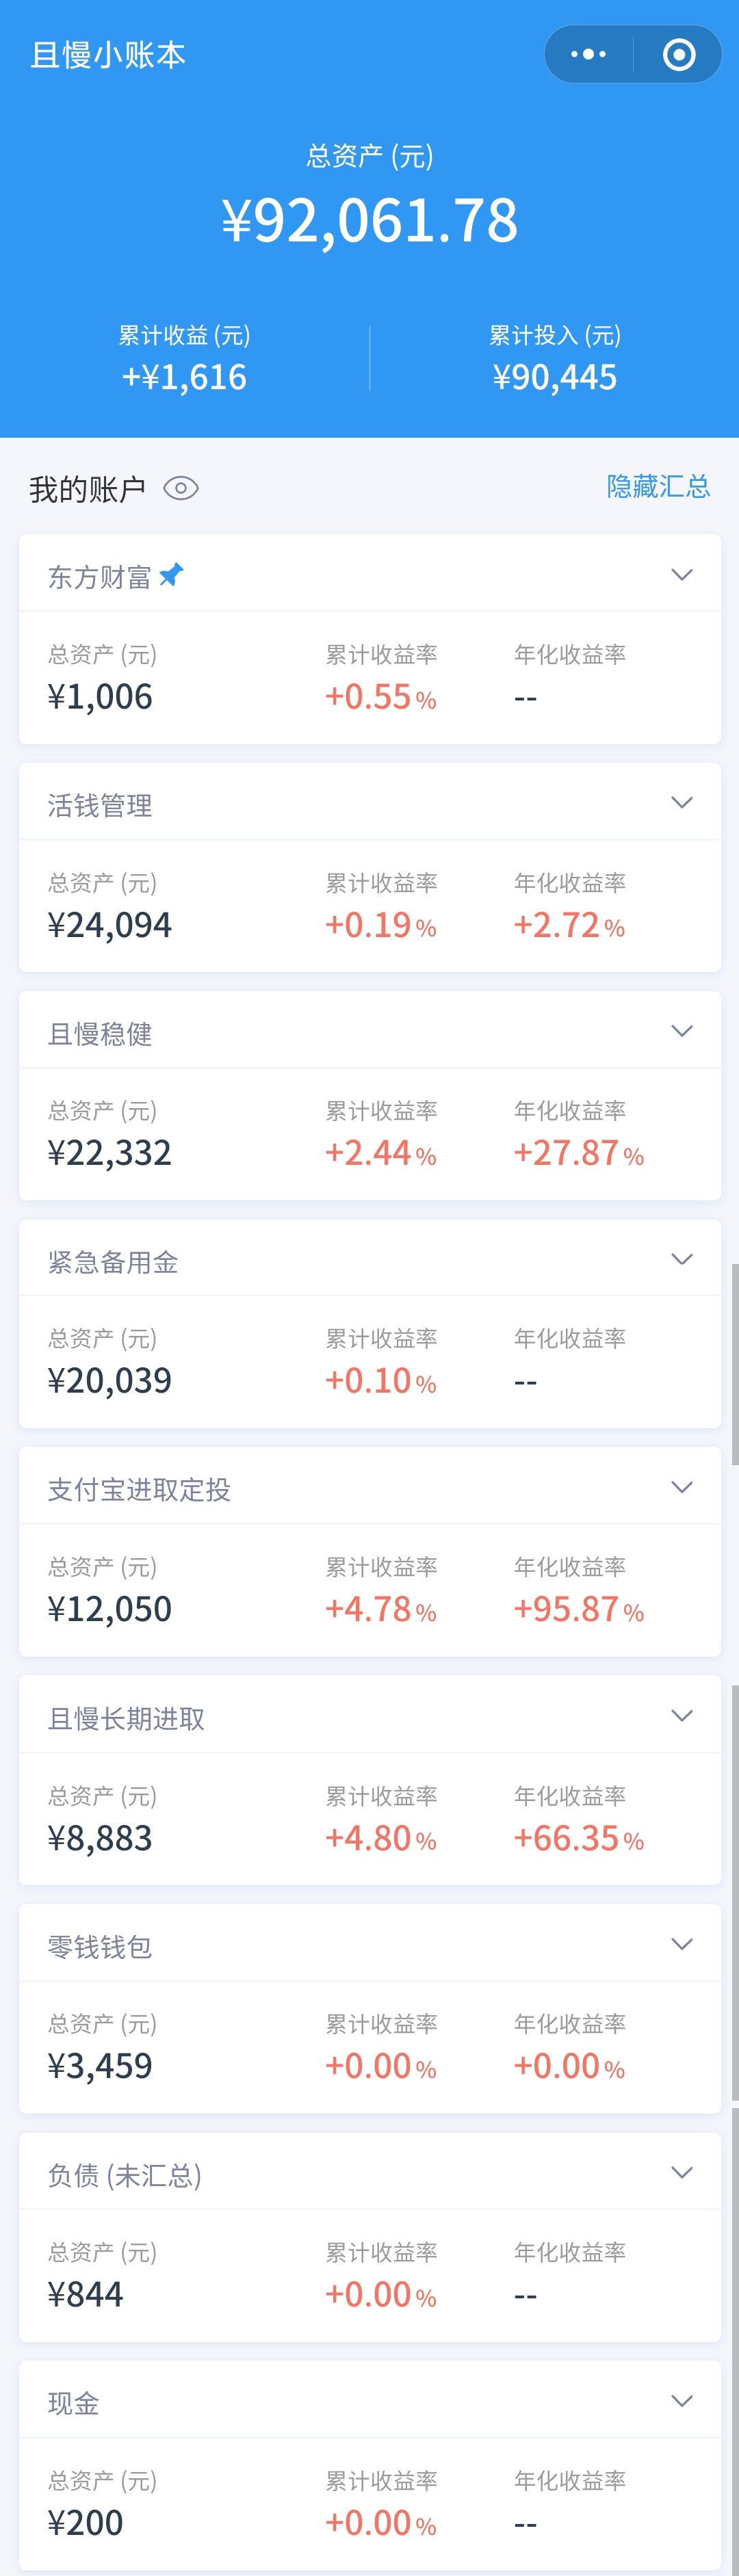 且慢小账本
总资产 (元)
¥92,061.78
累计收益 (元) 累计投入 (元)
+¥1,616 ¥90,445
我的账户 隐藏汇总
东方财富
总资产 (元) 累计收益率 年化收益率
¥1,006 +0.55% --
活钱管理
总资产 (元) 累计收益率 年化收益率
¥24,094 +0.19% +2.72%
且慢稳健
总资产 (元) 累计收益率 年化收益率
¥22,332 +2.44% +27.87%
紧急备用金
总资产 (元) 累计收益率 年化收益率
¥20,039 +0.10% --
支付宝进取定投
总资产 (元) 累计收益率 年化收益率
¥12,050 +4.78% +95.87%
且慢长期进取
总资产 (元) 累计收益率 年化收益率
¥8,883 +4.80% +66.35%
零钱钱包
总资产 (元) 累计收益率 年化收益率
¥3,459 +0.00% +0.00%
负债 (未汇总)
总资产 (元) 累计收益率 年化收益率
¥844 +0.00% --
现金
总资产 (元) 累计收益率 年化收益率
¥200 +0.00% --